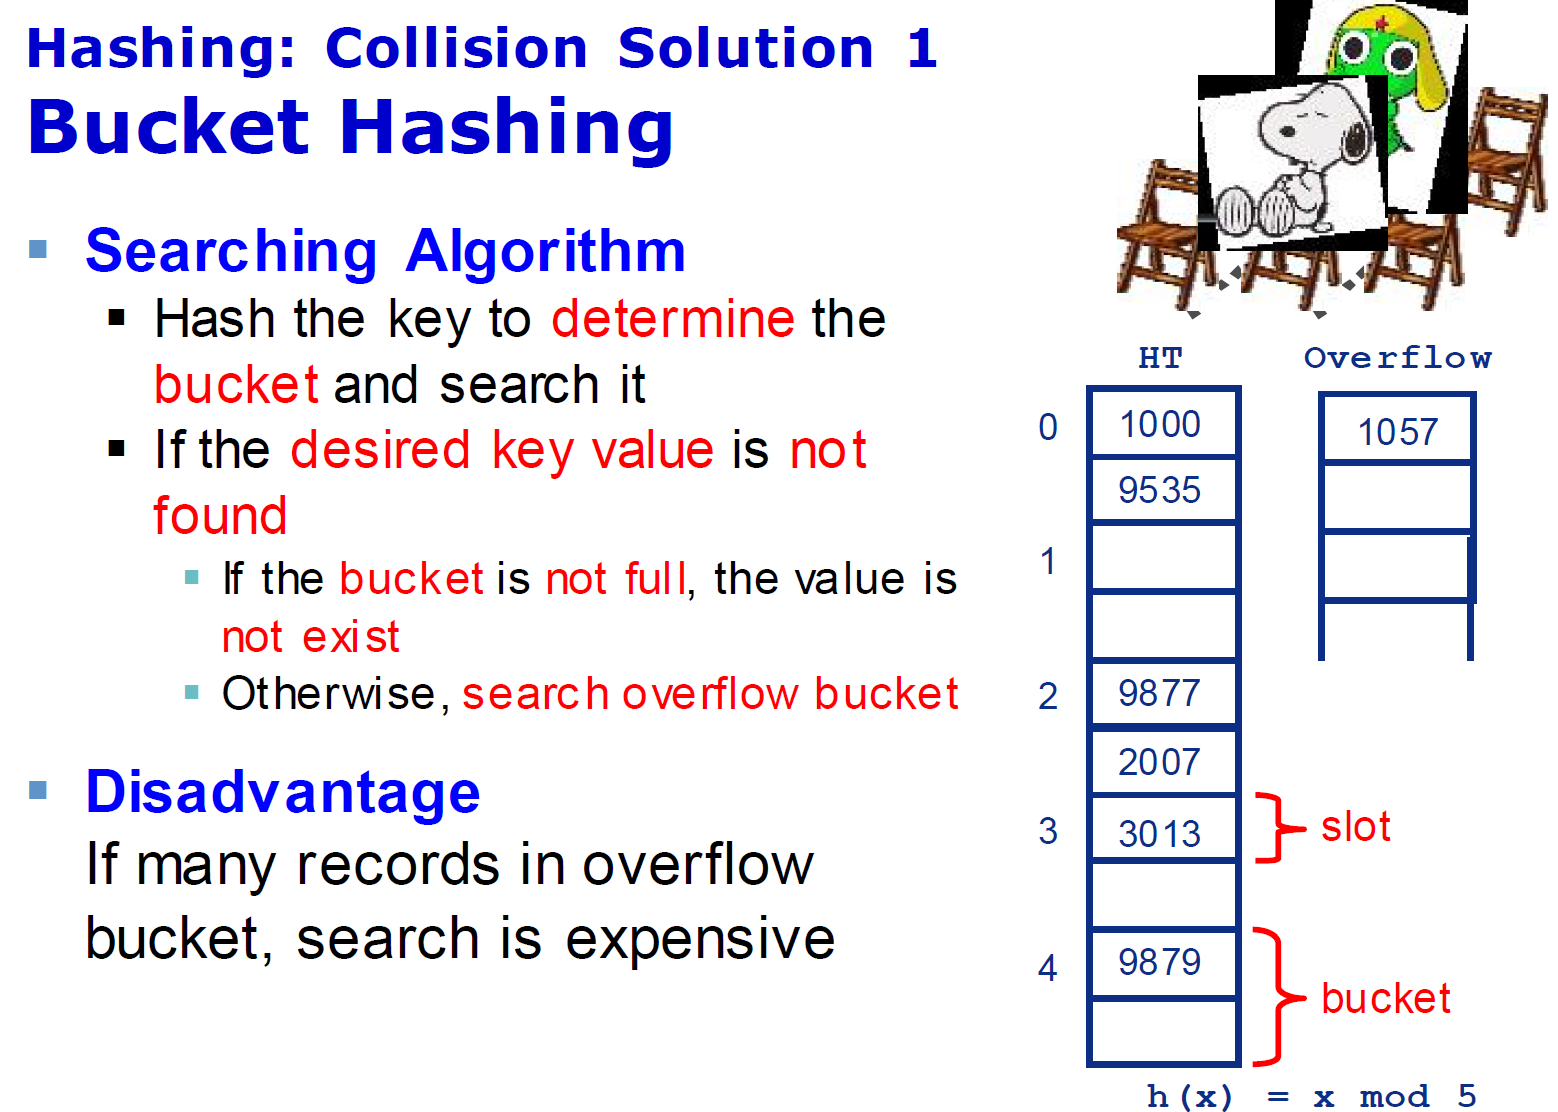 Hashing: Collision Solution 1
Bucket Hashing
Searching Algorithm
Hash the key to determine the
bucket and search it
If the desired key value is not
found
If the bucket is not full, the value is
not exist
Otherwise, search overflow bucket
Disadvantage
If many records in overflow
bucket, search is expensive
HT
Overflow
0
1000
1057
9535
1
2
9877
2007
3
3013
slot
4
9879
bucket
h(x) = x mod 5